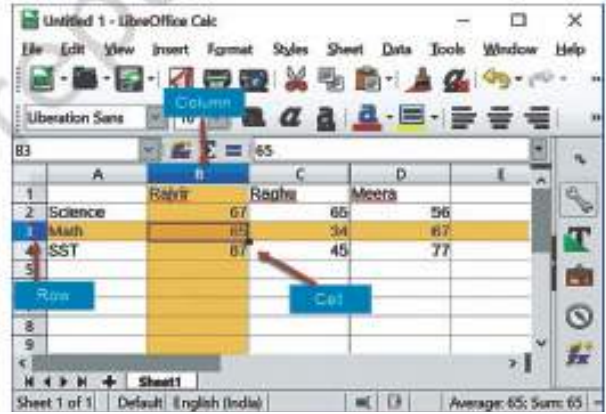 Untitled 1 - LibreOffice Calc
File Edit View Insert Format Styles Sheet Data Tools Window Help
Liberation Sans 10
Column
B3 65
A B C D E
1 Rajvir Raghu Meera
2 Science 67 65 56
3 Math 65 34 67
4 SST 67 45 77
5
Row Cell
8
9
Sheet1
Sheet 1 of 1 Default English (India) Average: 65; Sum: 65